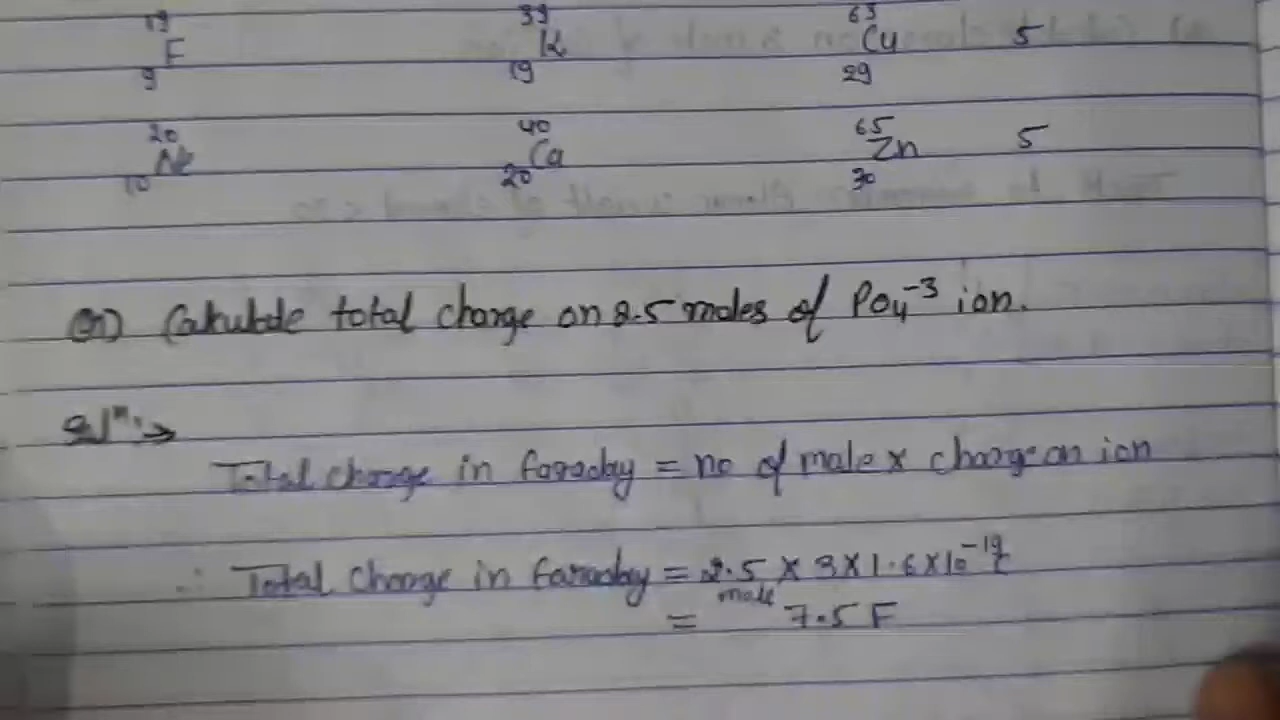 19 39 63
F K Cu 5
9 19 29
20 40 65
Ne Ca Zn 5
10 20 30
Calculate total charge on 2.5 moles of PO4-3 ion.
Sol":→
Total charge in faraday = no of mole x charge on ion
∴ Total charge in faraday = 2.5 x 3 x 1.6 x 10-19
mole
= 7.5 F